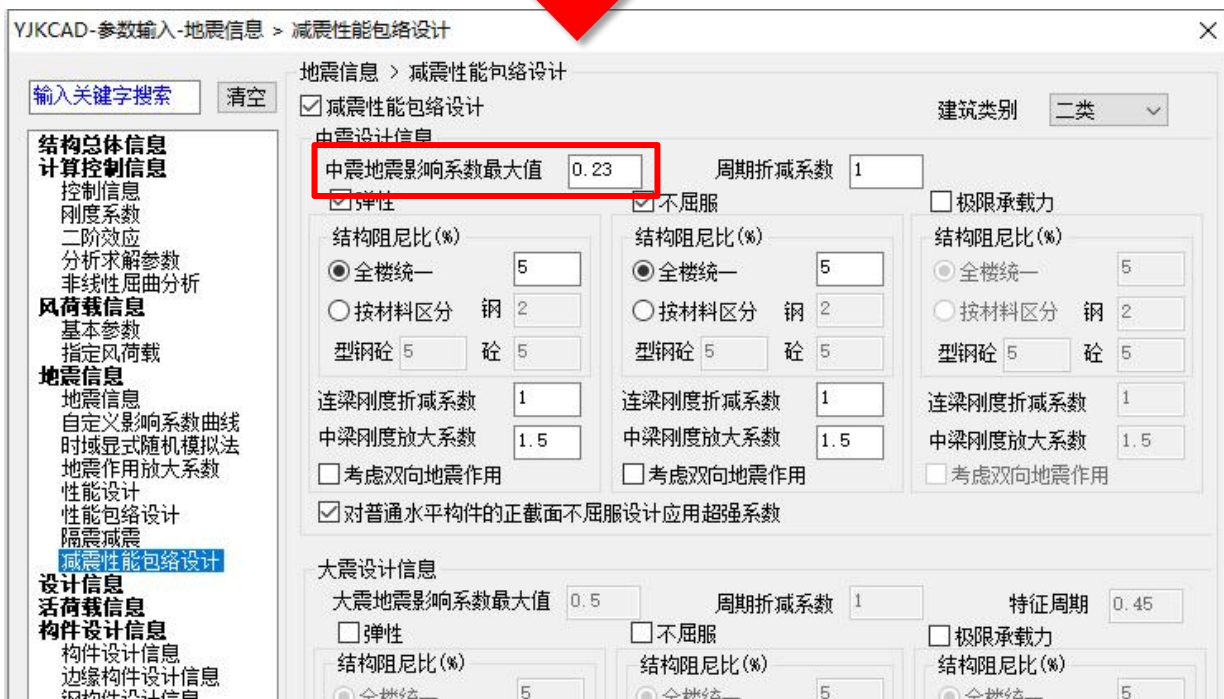 YJKCAD-参数输入-地震信息 > 减震性能包络设计
输入关键字搜索 清空
结构总体信息
计算控制信息
控制信息
刚度系数
二阶效应
分析求解参数
非线性屈曲分析
风荷载信息
基本参数
指定风荷载
地震信息
地震信息
自定义影响系数曲线
时域显式随机模拟法
地震作用放大系数
性能设计
性能包络设计
隔震减震
减震性能包络设计
设计信息
活荷载信息
构件设计信息
构件设计信息
边缘构件设计信息
钢构件设计信息
地震信息 > 减震性能包络设计
减震性能包络设计 建筑类别 二类
中震设计信息
中震地震影响系数最大值 0.23 周期折减系数 1
弹性 不屈服 极限承载力
结构阻尼比(%) 结构阻尼比(%) 结构阻尼比(%)
全楼统一 5 全楼统一 5 全楼统一 5
按材料区分 钢 2 按材料区分 钢 2 按材料区分 钢 2
型钢砼 5 砼 5 型钢砼 5 砼 5 型钢砼 5 砼 5
连梁刚度折减系数 1 连梁刚度折减系数 1 连梁刚度折减系数 1
中梁刚度放大系数 1.5 中梁刚度放大系数 1.5 中梁刚度放大系数 1.5
考虑双向地震作用 考虑双向地震作用 考虑双向地震作用
对普通水平构件的正截面不屈服设计应用超强系数
大震设计信息
大震地震影响系数最大值 0.5 周期折减系数 1 特征周期 0.45
弹性 不屈服 极限承载力
结构阻尼比(%) 结构阻尼比(%) 结构阻尼比(%)
全楼统一 5 全楼统一 5 全楼统一 5